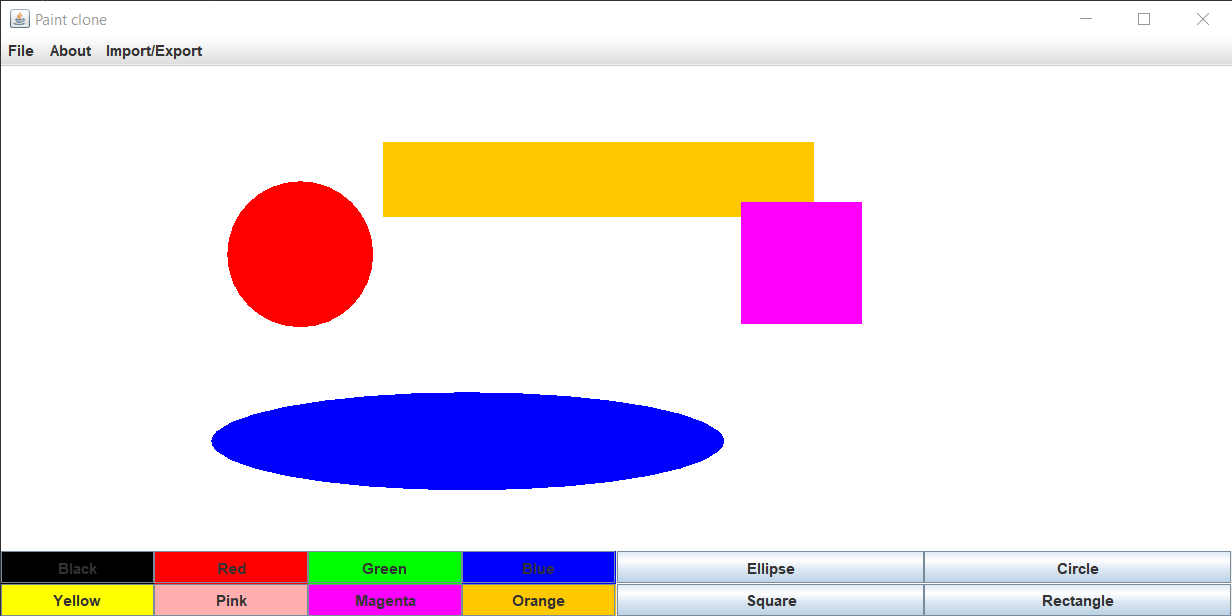 Paint clone
File About Import/Export
Black Red Green Blue Ellipse Circle
Yellow Pink Magenta Orange Square Rectangle